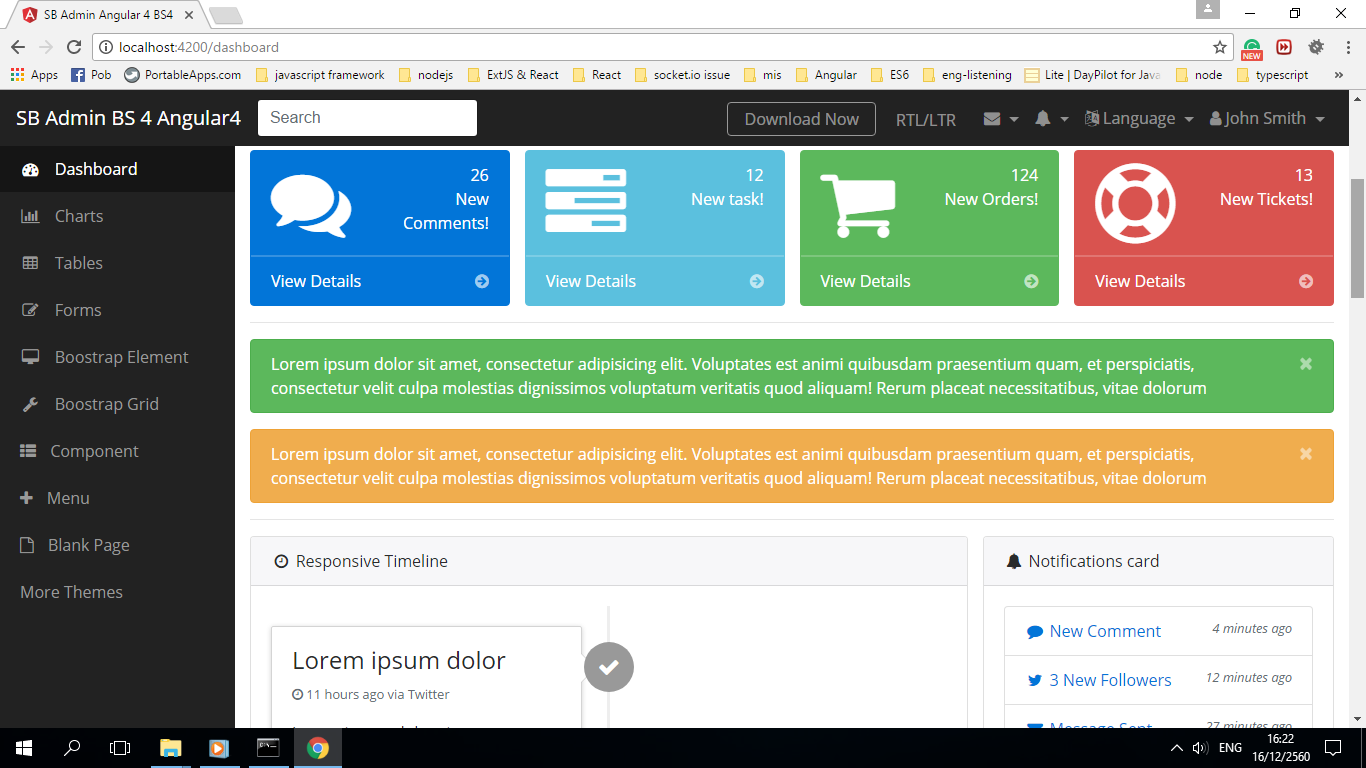 SB Admin Angular 4 BS4
localhost:4200/dashboard
NEW
Apps
Pob
PortableApps.com
javascript framework
nodejs
ExtJS & React
React
socket.io issue
mis
Angular
ES6
eng-listening
Lite | DayPilot for Java
node
typescript
SB Admin BS 4 Angular4
Search
Download Now
RTL/LTR
Language
John Smith
Dashboard
Charts
Tables
Forms
Boostrap Element
Boostrap Grid
Component
Menu
Blank Page
More Themes
26
New
Comments!
View Details
12
New task!
View Details
124
New Orders!
View Details
13
New Tickets!
View Details
Lorem ipsum dolor sit amet, consectetur adipisicing elit. Voluptates est animi quibusdam praesentium quam, et perspiciatis,
consectetur velit culpa molestias dignissimos voluptatum veritatis quod aliquam! Rerum placeat necessitatibus, vitae dolorum
Lorem ipsum dolor sit amet, consectetur adipisicing elit. Voluptates est animi quibusdam praesentium quam, et perspiciatis,
consectetur velit culpa molestias dignissimos voluptatum veritatis quod aliquam! Rerum placeat necessitatibus, vitae dolorum
Responsive Timeline
Lorem ipsum dolor
11 hours ago via Twitter
Notifications card
New Comment 4 minutes ago
3 New Followers 12 minutes ago
Message Sent 27 minutes ago
ENG
16:22
16/12/2560